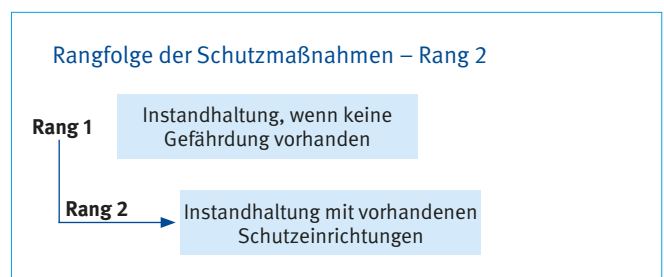 Rangfolge der Schutzmaßnahmen – Rang 2
Rang 1
Instandhaltung, wenn keine
Gefährdung vorhanden
Rang 2
Instandhaltung mit vorhandenen
Schutzeinrichtungen